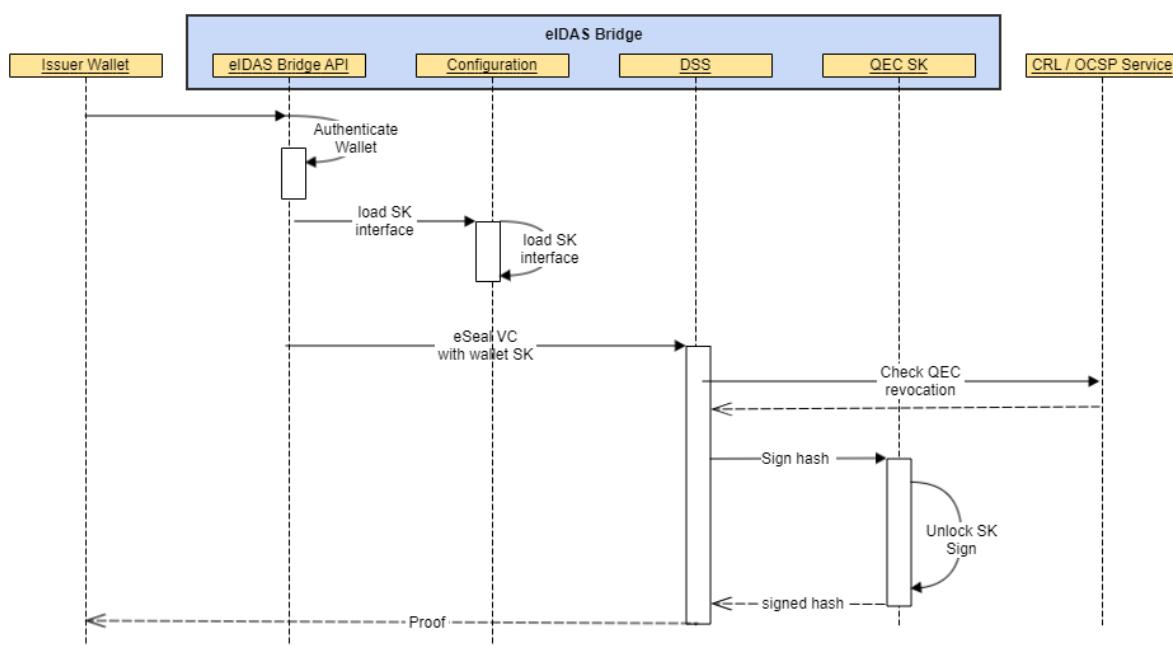 eIDAS Bridge
Issuer Wallet
eIDAS Bridge API
Configuration
DSS
QEC SK
CRL / OCSP Service
Authenticate
Wallet
load SK
interface
load SK
interface
eSeal VC
with wallet SK
Check QEC
revocation
Sign hash
Unlock SK
Sign
signed hash
Proof